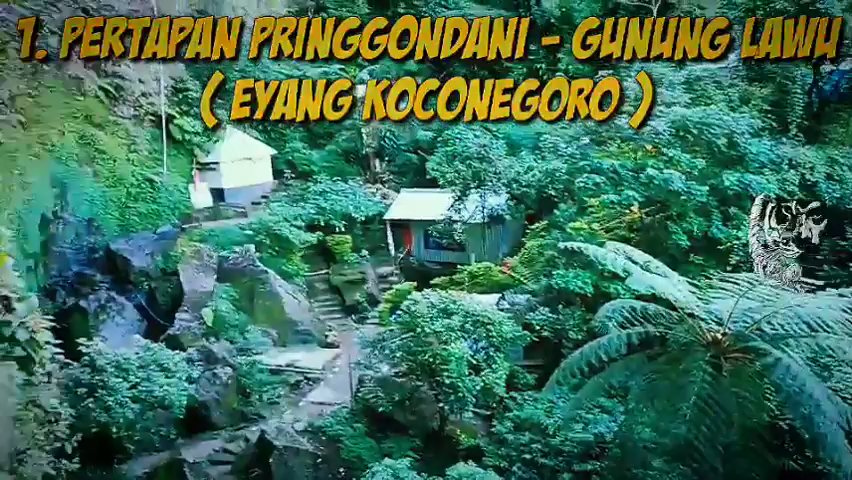 1. PERTAPAN PRINGGONDANI - GUNUNG LAWU
( EYANG KOCONEGORO )